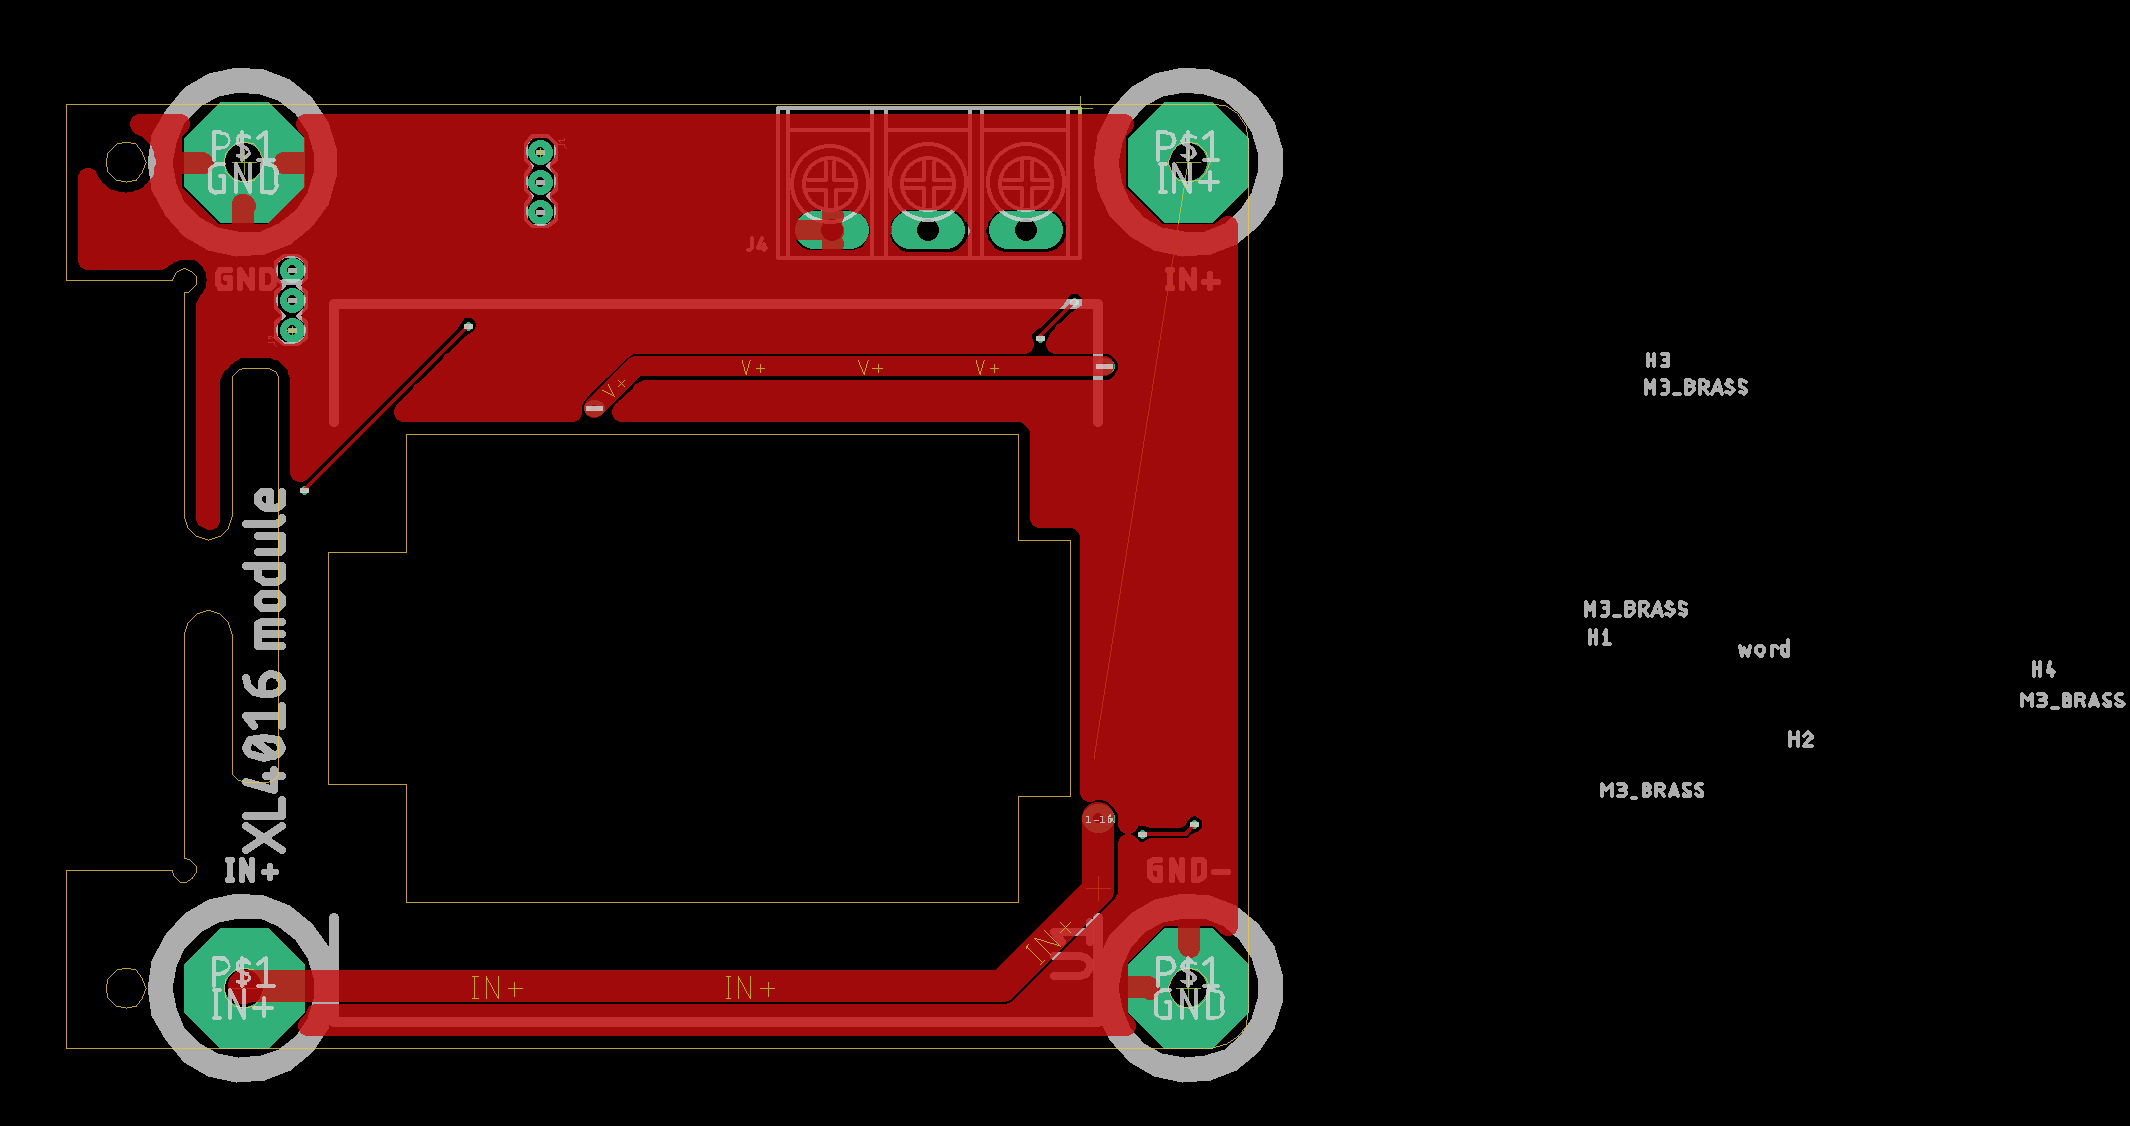 P$1
GND
P$1
IN+
J4
GND
IN+
V+ V+ V+
V+
H3
M3_BRASS
XL4016 module
M3_BRASS
H1
word
H4
M3_BRASS
H2
M3_BRASS
1-16
IN+
GND-
IN+
U1
P$1
IN+
IN+ IN+
P$1
GND